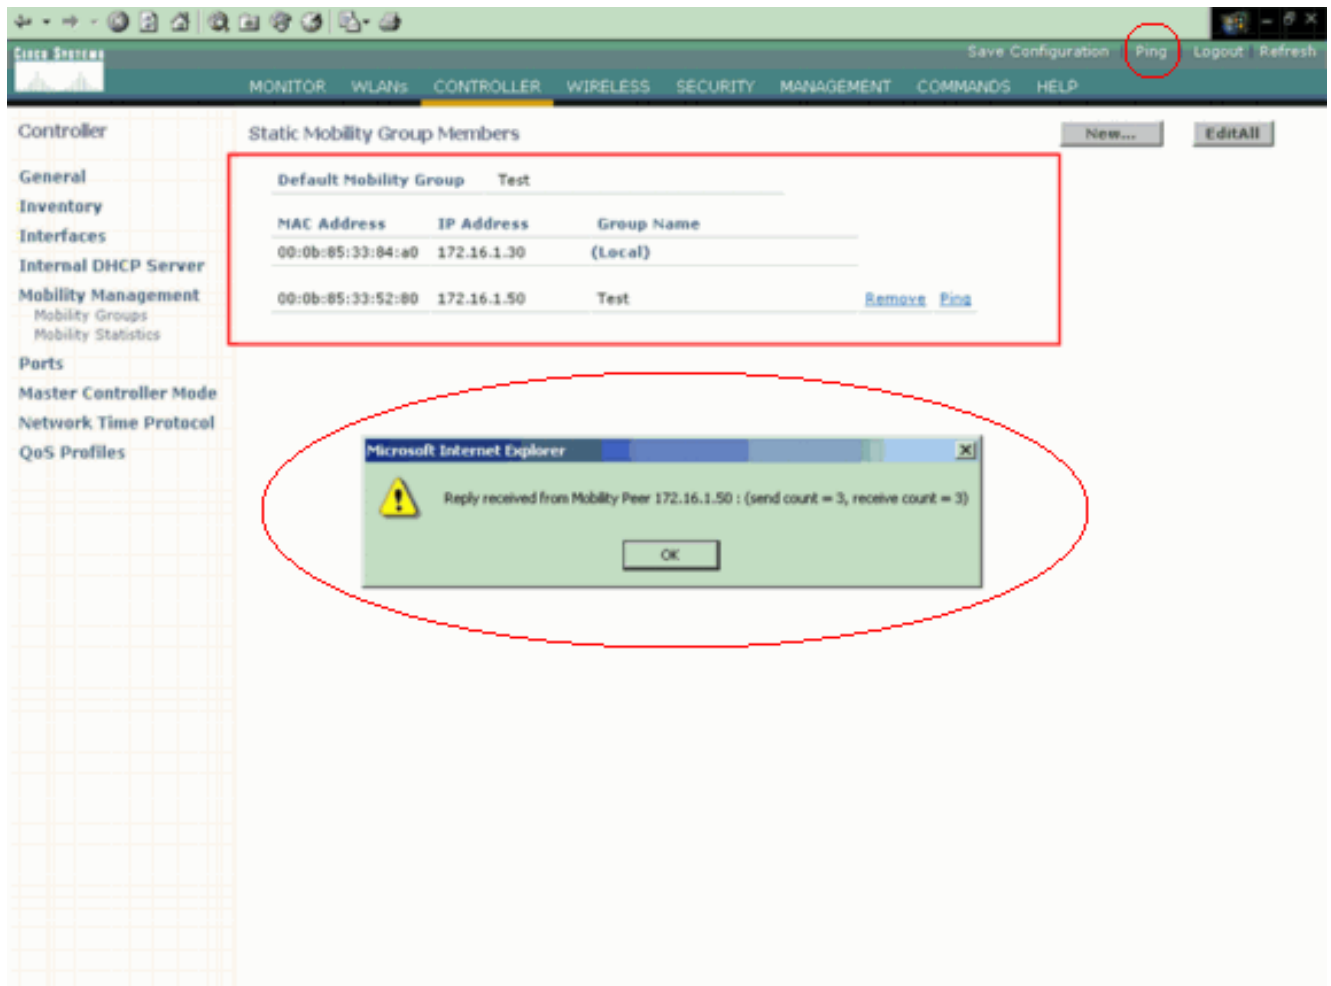 Save Configuration | Ping | Logout | Refresh
CISCO SYSTEMS
MONITOR WLANs CONTROLLER WIRELESS SECURITY MANAGEMENT COMMANDS HELP
Controller
General
Inventory
Interfaces
Internal DHCP Server
Mobility Management
Mobility Groups
Mobility Statistics
Ports
Master Controller Mode
Network Time Protocol
QoS Profiles
Static Mobility Group Members
New...
EditAll
Default Mobility Group Test
MAC Address IP Address Group Name
00:0b:85:33:84:a0 172.16.1.30 (Local)
00:0b:85:33:52:80 172.16.1.50 Test Remove Ping
Microsoft Internet Explorer
Reply received from Mobility Peer 172.16.1.50 : (send count = 3, receive count = 3)
OK